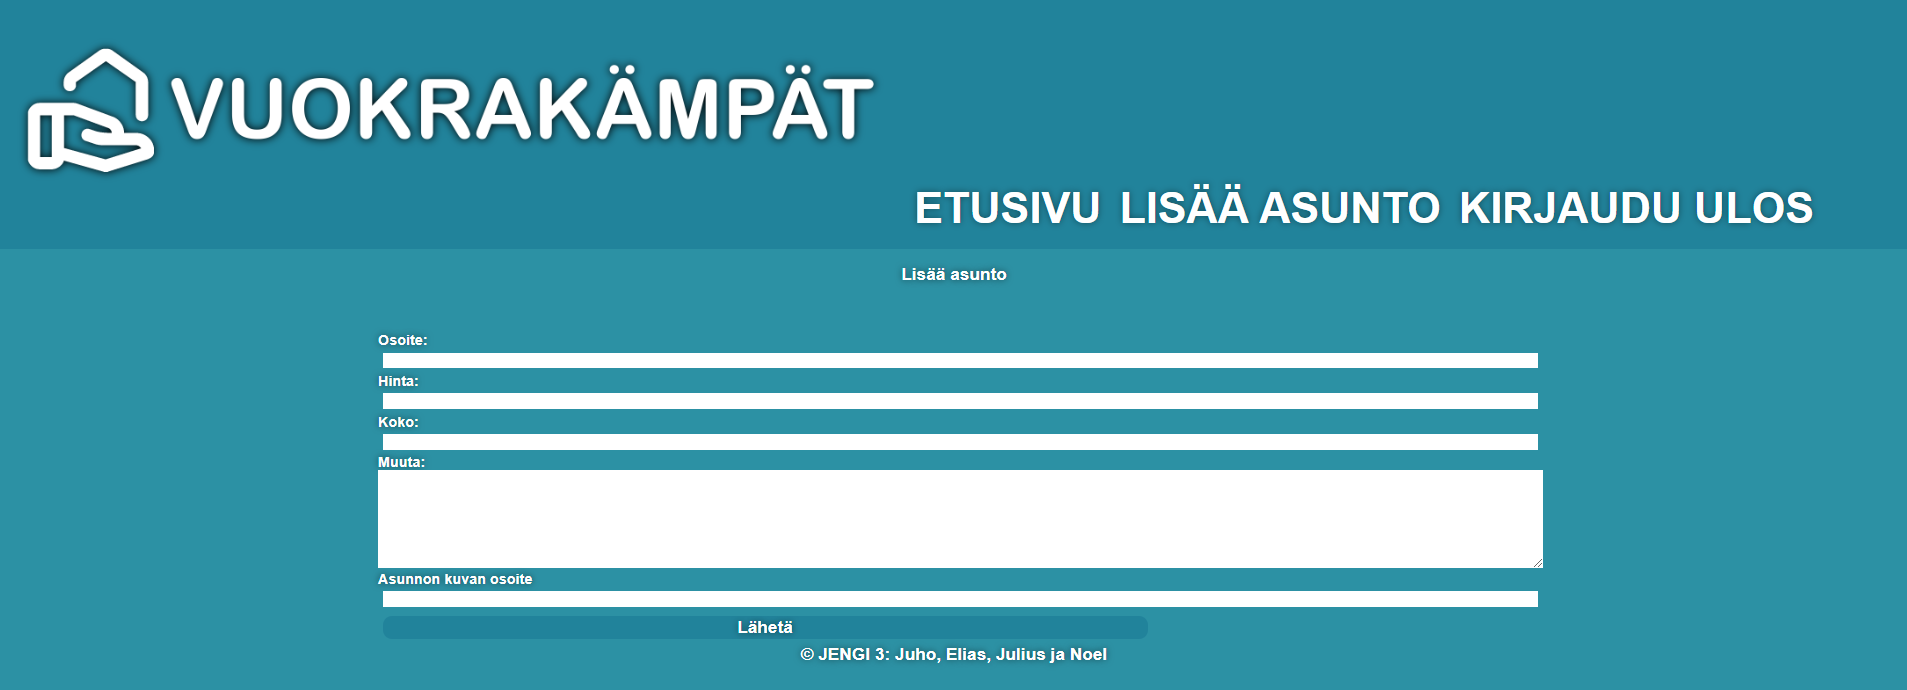 VUOKRAKÄMPÄT
ETUSIVU LISÄÄ ASUNTO KIRJAUDU ULOS
Lisää asunto
Osoite:
Hinta:
Koko:
Muuta:
Asunnon kuvan osoite
Lähetä
© JENGI 3: Juho, Elias, Julius ja Noel